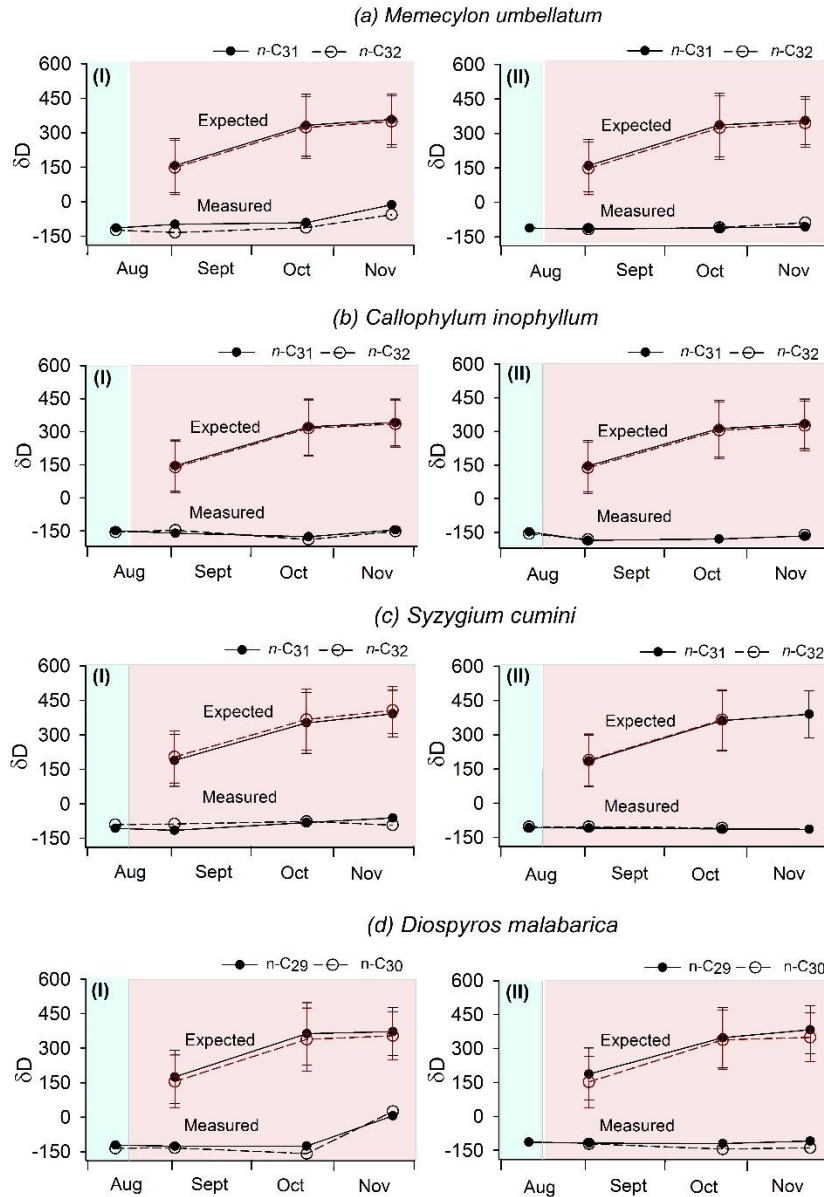 (a) Memecylon umbellatum
n-C31 n-C32 n-C31 n-C32
600 (I) 600 (II)
450 Expected 450 Expected
300 300
δD 150 δD 150
0 Measured 0 Measured
-150 -150
Aug Sept Oct Nov Aug Sept Oct Nov
(b) Callophylum inophyllum
n-C31 n-C32 n-C31 n-C32
600 (I) 600 (II)
450 450
300 Expected 300 Expected
δD 150 δD 150
0 Measured 0 Measured
-150 -150
Aug Sept Oct Nov Aug Sept Oct Nov
(c) Syzygium cumini
n-C31 n-C32 n-C31 n-C32
600 (I) 600 (II)
450 Expected 450 Expected
300 300
δD 150 δD 150
0 Measured 0 Measured
-150 -150
Aug Sept Oct Nov Aug Sept Oct Nov
(d) Diospyros malabarica
n-C29 n-C30 n-C29 n-C30
600 (I) 600 (II)
450 450
300 Expected 300 Expected
δD 150 δD 150
0 Measured 0 Measured
-150 -150
Aug Sept Oct Nov Aug Sept Oct Nov